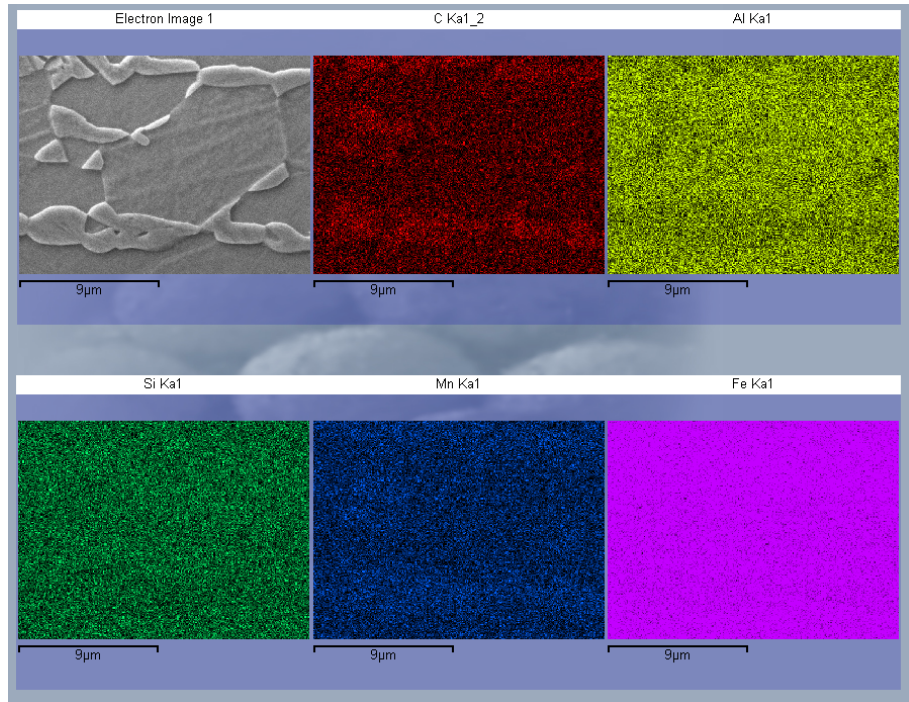 Electron Image 1
C Ka1_2
Al Ka1
9µm
9µm
9µm
Si Ka1
Mn Ka1
Fe Ka1
9µm
9µm
9µm